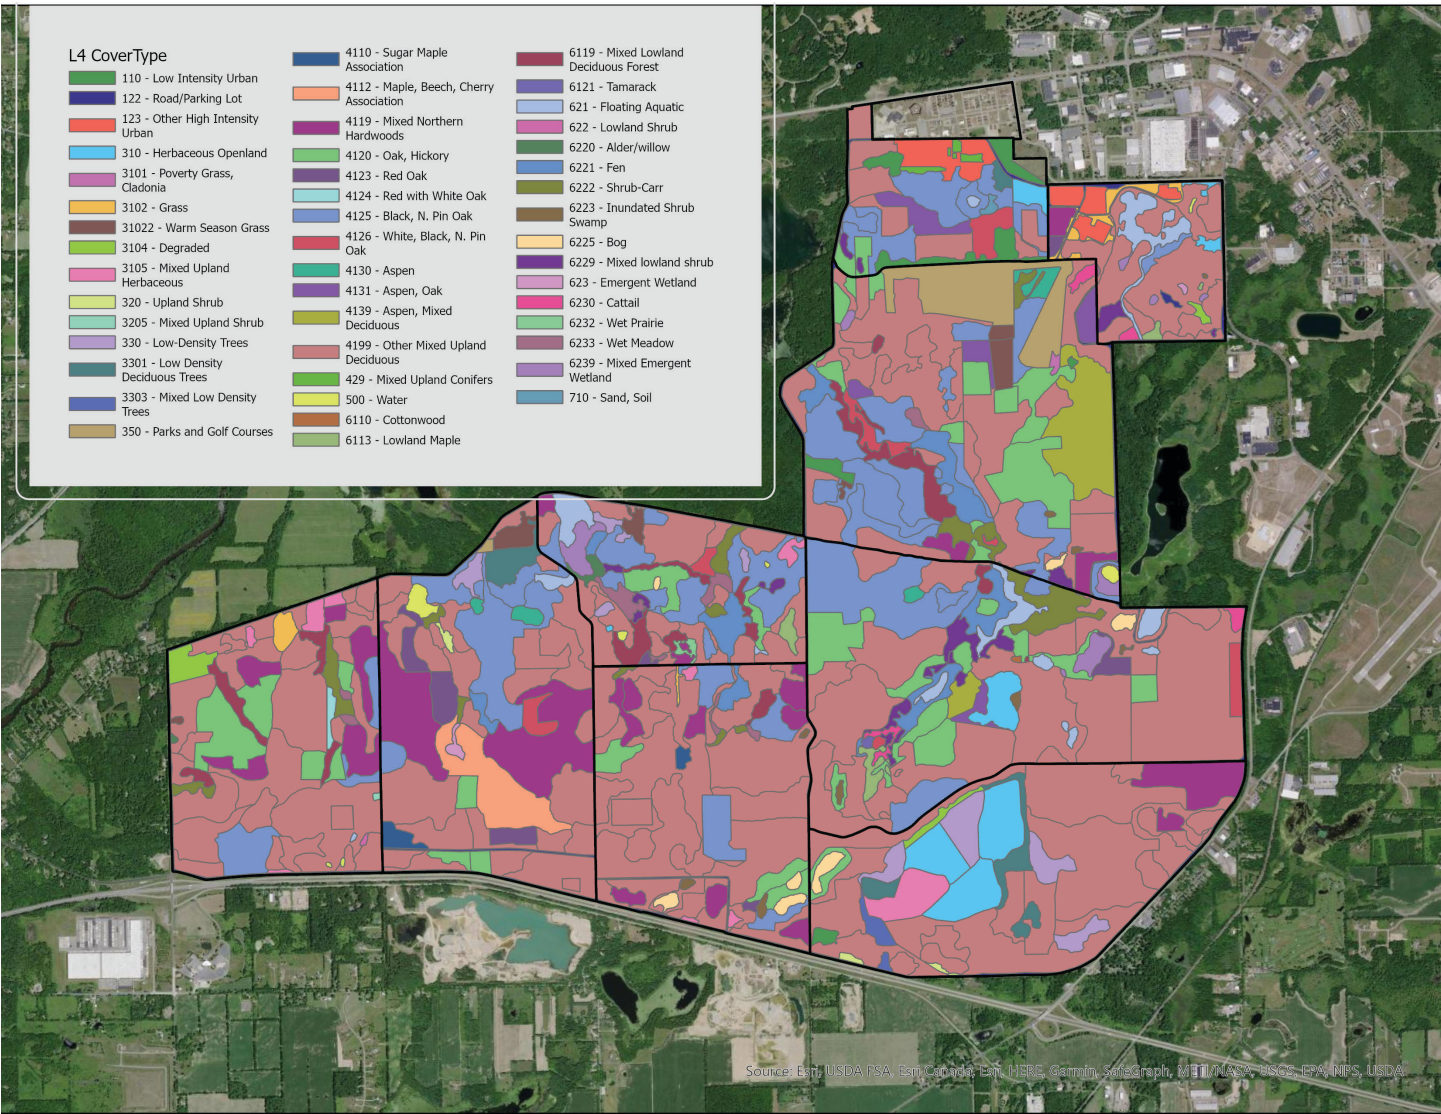 L4 CoverType
110 - Low Intensity Urban
122 - Road/Parking Lot
123 - Other High Intensity
Urban
310 - Herbaceous Openland
3101 - Poverty Grass,
Cladonia
3102 - Grass
31022 - Warm Season Grass
3104 - Degraded
3105 - Mixed Upland
Herbaceous
320 - Upland Shrub
3205 - Mixed Upland Shrub
330 - Low-Density Trees
3301 - Low Density
Deciduous Trees
3303 - Mixed Low Density
Trees
350 - Parks and Golf Courses
4110 - Sugar Maple
Association
4112 - Maple, Beech, Cherry
Association
4119 - Mixed Northern
Hardwoods
4120 - Oak, Hickory
4123 - Red Oak
4124 - Red with White Oak
4125 - Black, N. Pin Oak
4126 - White, Black, N. Pin
Oak
4130 - Aspen
4131 - Aspen, Oak
4139 - Aspen, Mixed
Deciduous
4199 - Other Mixed Upland
Deciduous
429 - Mixed Upland Conifers
500 - Water
6110 - Cottonwood
6113 - Lowland Maple
6119 - Mixed Lowland
Deciduous Forest
6121 - Tamarack
621 - Floating Aquatic
622 - Lowland Shrub
6220 - Alder/willow
6221 - Fen
6222 - Shrub-Carr
6223 - Inundated Shrub
Swamp
6225 - Bog
6229 - Mixed lowland shrub
623 - Emergent Wetland
6230 - Cattail
6232 - Wet Prairie
6233 - Wet Meadow
6239 - Mixed Emergent
Wetland
710 - Sand, Soil
Source: Esri, USDA FSA, Esri Canada, Esri, HERE, Garmin, SafeGraph, METI/NASA, USGS, EPA, NPS, USDA